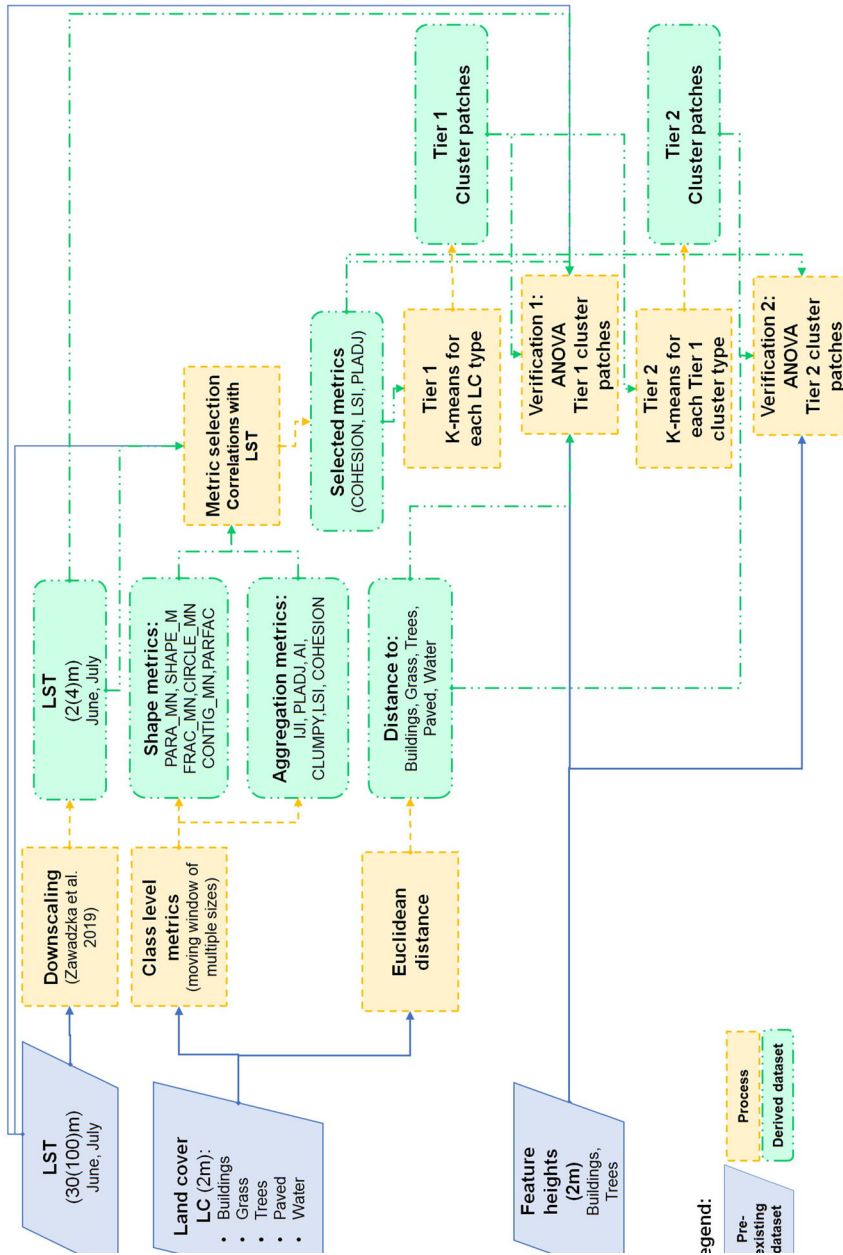 LST
(30(100)m)
June, July
Land cover
LC (2m):
• Buildings
• Grass
• Trees
• Paved
• Water
Feature
heights
(2m)
Buildings,
Trees
Downscaling
(Zawadzka et al.
2019)
Class level
metrics
(moving window of
multiple sizes)
Euclidean
distance
LST
(2(4)m)
June, July
Shape metrics:
PARA_MN, SHAPE_M
FRAC_MN,CIRCLE_MN
CONTIG_MN,PARFAC
Aggregation metrics:
IJI, PLADJ, AI,
CLUMPY,LSI, COHESION
Distance to:
Buildings, Grass, Trees,
Paved, Water
Metric selection
Correlations with
LST
Selected metrics
(COHESION, LSI, PLADJ)
Tier 1
K-means for
each LC type
Verification 1:
ANOVA
Tier 1 cluster
patches
Tier 2
K-means for
each Tier 1
cluster type
Verification 2:
ANOVA
Tier 2 cluster
patches
Tier 1
Cluster patches
Tier 2
Cluster patches
egend:
Pre-
existing
dataset
Process
Derived dataset